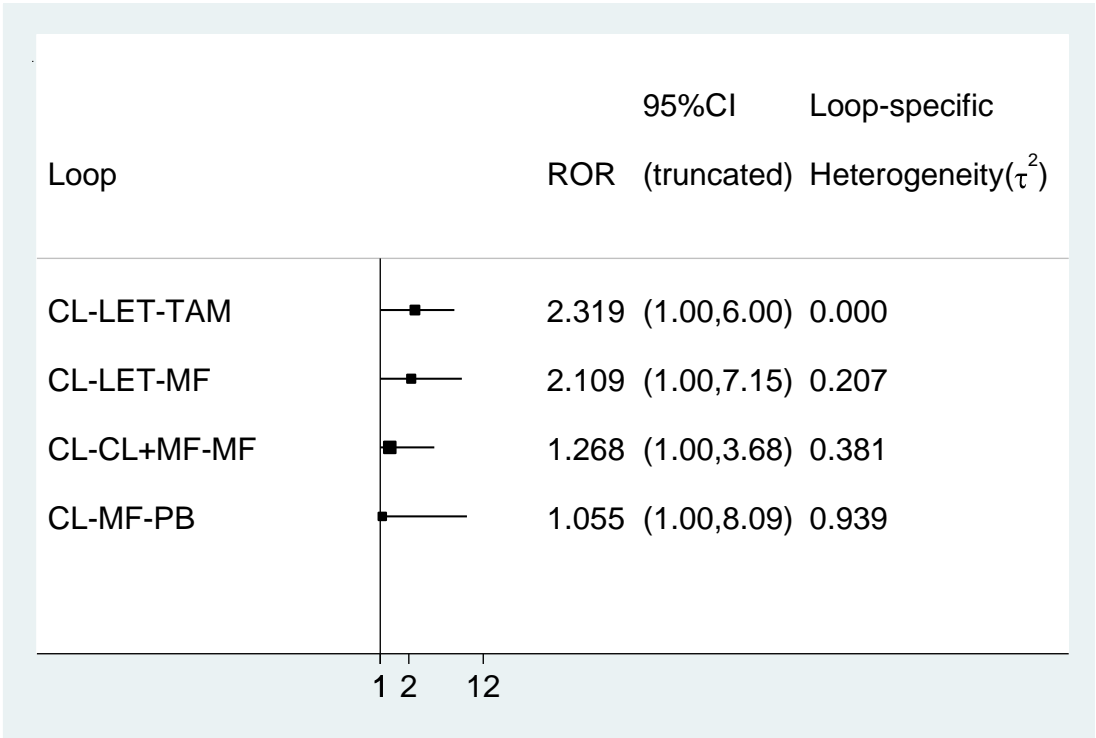 95%CI Loop-specific
Loop ROR (truncated) Heterogeneity(τ²)
CL-LET-TAM 2.319 (1.00,6.00) 0.000
CL-LET-MF 2.109 (1.00,7.15) 0.207
CL-CL+MF-MF 1.268 (1.00,3.68) 0.381
CL-MF-PB 1.055 (1.00,8.09) 0.939
1 2 12